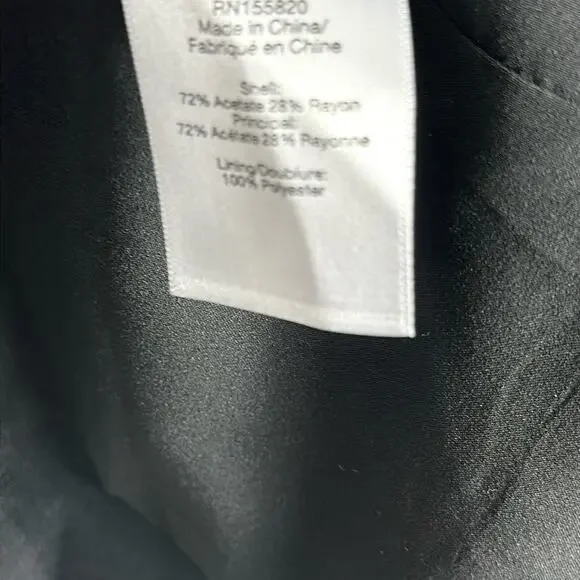 RN155820
Made in China/
Fabriqué en Chine
Shell:
72% Acetate 28% Rayon
Principal:
72% Acétate 28% Rayonne
Lining/Doublure:
100% Polyester